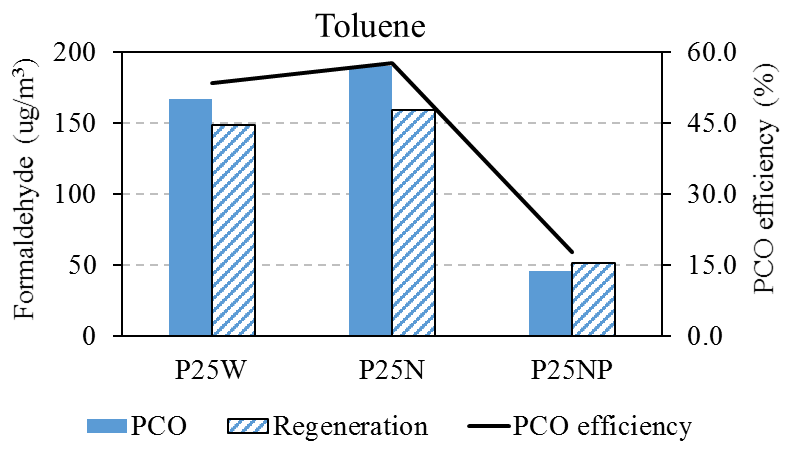 Toluene
Formaldehyde (ug/m³)
200
150
100
50
0
60.0
45.0
30.0
15.0
0.0
PCO efficiency (%)
P25W P25N P25NP
PCO Regeneration PCO efficiency